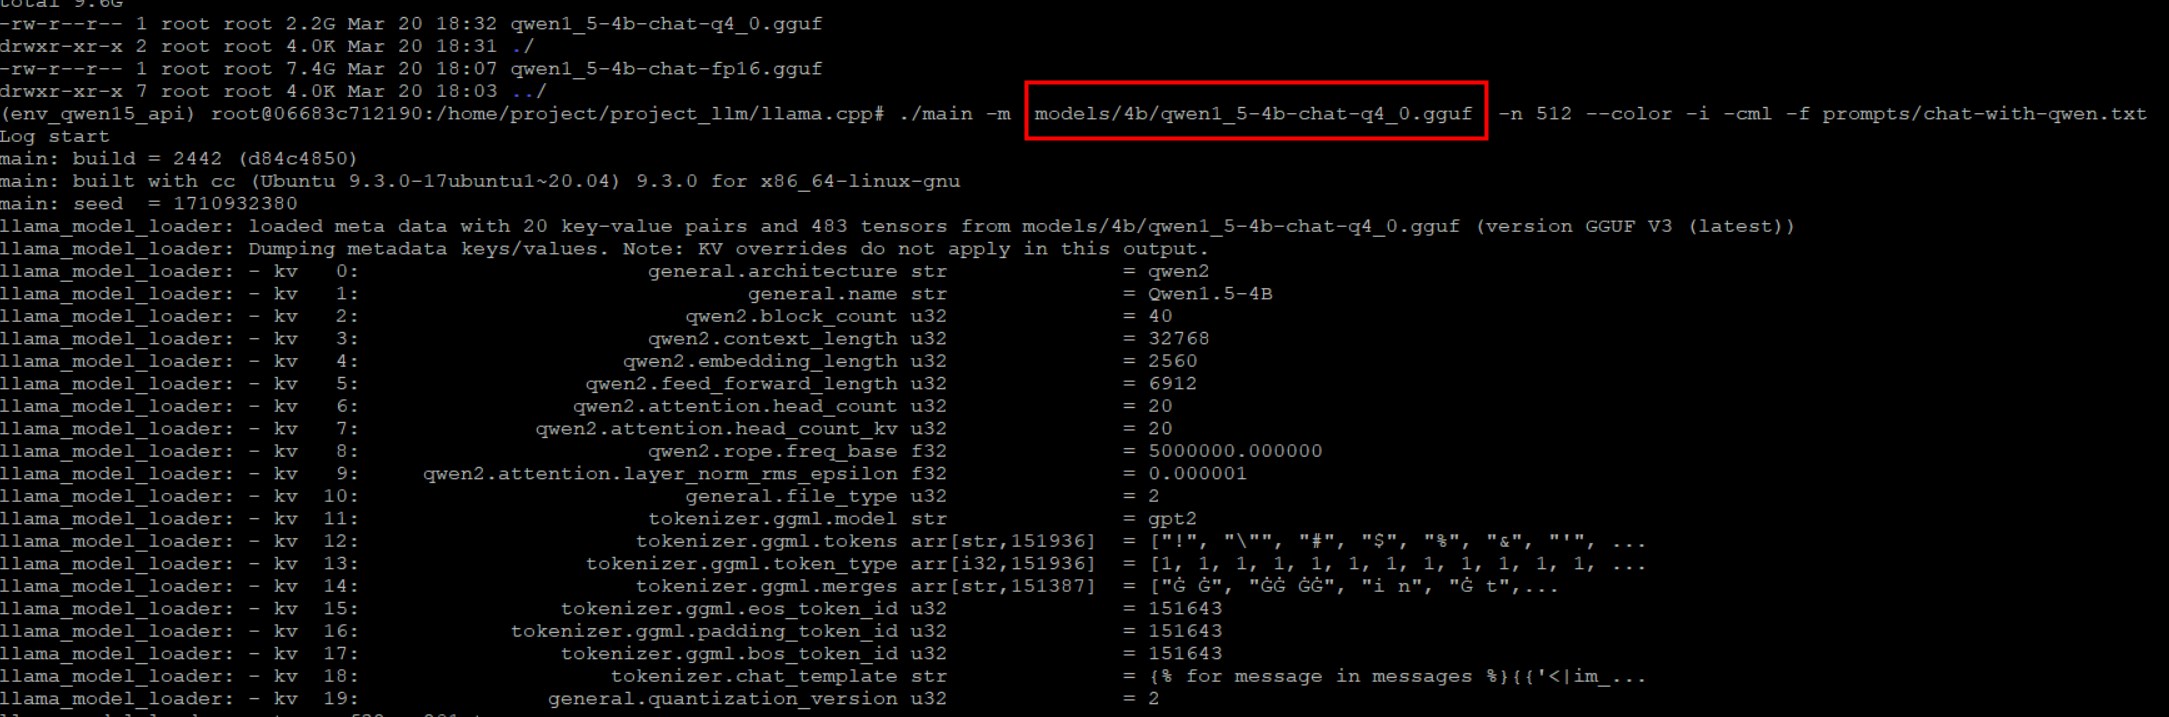 total 9.6G
-rw-r--r-- 1 root root 2.2G Mar 20 18:32 qwen1_5-4b-chat-q4_0.gguf
drwxr-xr-x 2 root root 4.0K Mar 20 18:31 ./
-rw-r--r-- 1 root root 7.4G Mar 20 18:07 qwen1_5-4b-chat-fp16.gguf
drwxr-xr-x 7 root root 4.0K Mar 20 18:03 ../
(env_qwen15_api) root@06683c712190:/home/project/project_llm/llama.cpp# ./main -m models/4b/qwen1_5-4b-chat-q4_0.gguf -n 512 --color -i -cml -f prompts/chat-with-qwen.txt
Log start
main: build = 2442 (d84c4850)
main: built with cc (Ubuntu 9.3.0-17ubuntu1~20.04) 9.3.0 for x86_64-linux-gnu
main: seed  = 1710932380
llama_model_loader: loaded meta data with 20 key-value pairs and 483 tensors from models/4b/qwen1_5-4b-chat-q4_0.gguf (version GGUF V3 (latest))
llama_model_loader: Dumping metadata keys/values. Note: KV overrides do not apply in this output.
llama_model_loader: - kv   0: general.architecture str = qwen2
llama_model_loader: - kv   1: general.name str = Qwen1.5-4B
llama_model_loader: - kv   2: qwen2.block_count u32 = 40
llama_model_loader: - kv   3: qwen2.context_length u32 = 32768
llama_model_loader: - kv   4: qwen2.embedding_length u32 = 2560
llama_model_loader: - kv   5: qwen2.feed_forward_length u32 = 6912
llama_model_loader: - kv   6: qwen2.attention.head_count u32 = 20
llama_model_loader: - kv   7: qwen2.attention.head_count_kv u32 = 20
llama_model_loader: - kv   8: qwen2.rope.freq_base f32 = 5000000.000000
llama_model_loader: - kv   9: qwen2.attention.layer_norm_rms_epsilon f32 = 0.000001
llama_model_loader: - kv  10: general.file_type u32 = 2
llama_model_loader: - kv  11: tokenizer.ggml.model str = gpt2
llama_model_loader: - kv  12: tokenizer.ggml.tokens arr[str,151936] = ["!", "\"", "#", "$", "%", "&", "'", ...
llama_model_loader: - kv  13: tokenizer.ggml.token_type arr[i32,151936] = [1, 1, 1, 1, 1, 1, 1, 1, 1, 1, 1, 1, ...
llama_model_loader: - kv  14: tokenizer.ggml.merges arr[str,151387] = ["Ġ Ġ", "ĠĠ ĠĠ", "i n", "Ġ t",...
llama_model_loader: - kv  15: tokenizer.ggml.eos_token_id u32 = 151643
llama_model_loader: - kv  16: tokenizer.ggml.padding_token_id u32 = 151643
llama_model_loader: - kv  17: tokenizer.ggml.bos_token_id u32 = 151643
llama_model_loader: - kv  18: tokenizer.chat_template str = {% for message in messages %}{{'<|im_...
llama_model_loader: - kv  19: general.quantization_version u32 = 2